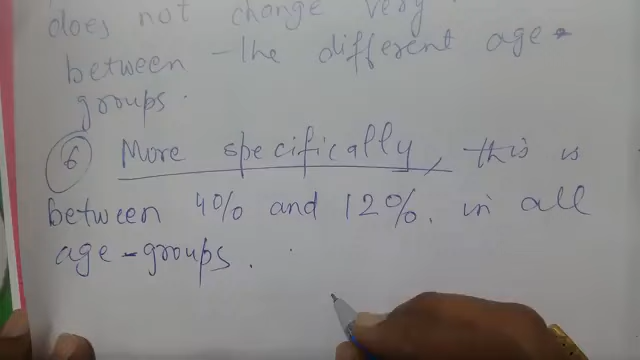 does not change very
between - the different age-
groups.
(6) More specifically, this is
between 4% and 12%. in all
age-groups.